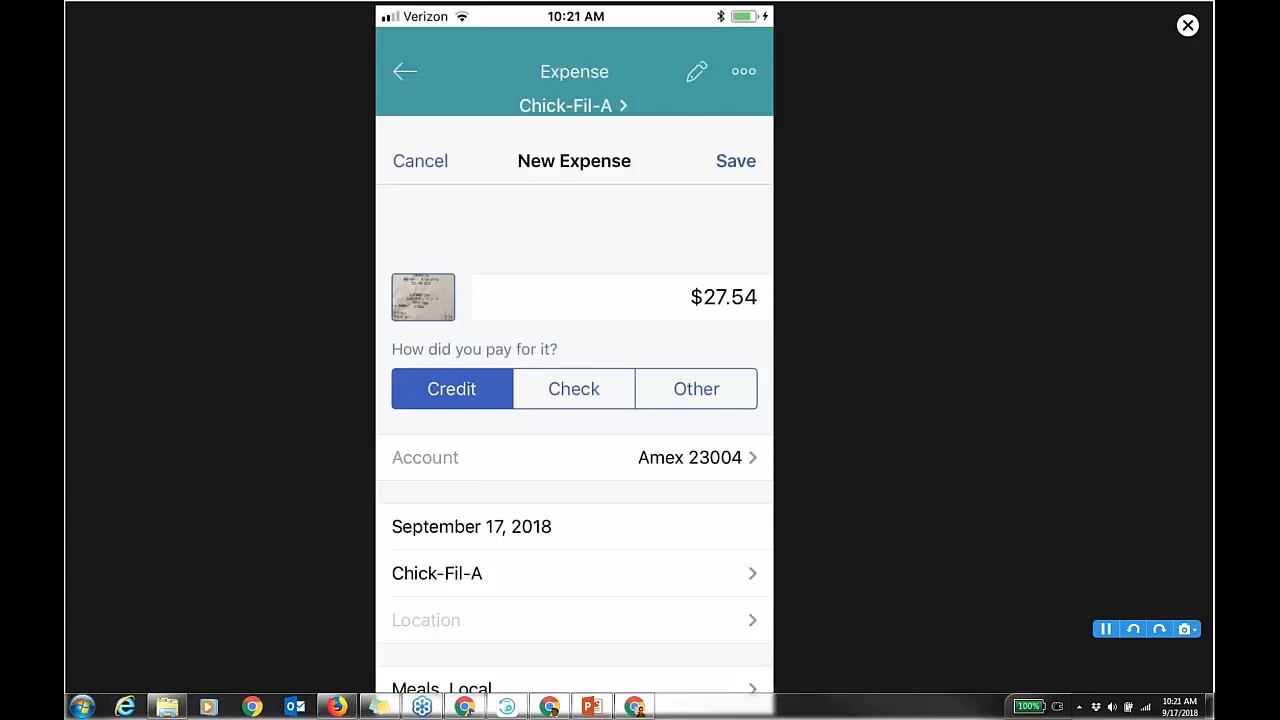 Verizon 10:21 AM
Expense
Chick-Fil-A
Cancel New Expense Save
$27.54
How did you pay for it?
Credit Check Other
Account Amex 23004
September 17, 2018
Chick-Fil-A
Location
Meals, Local
100% 10:21 AM
9/17/2018